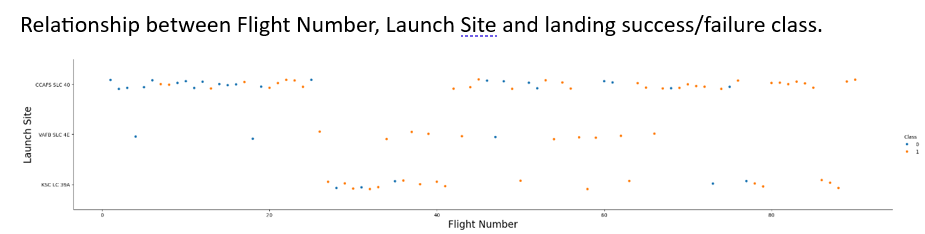 Relationship between Flight Number, Launch Site and landing success/failure class.
CCAFS SLC 40
VAFB SLC 4E
KSC LC 39A
Launch Site
0 20 40 60 80
Flight Number
Class
0
1